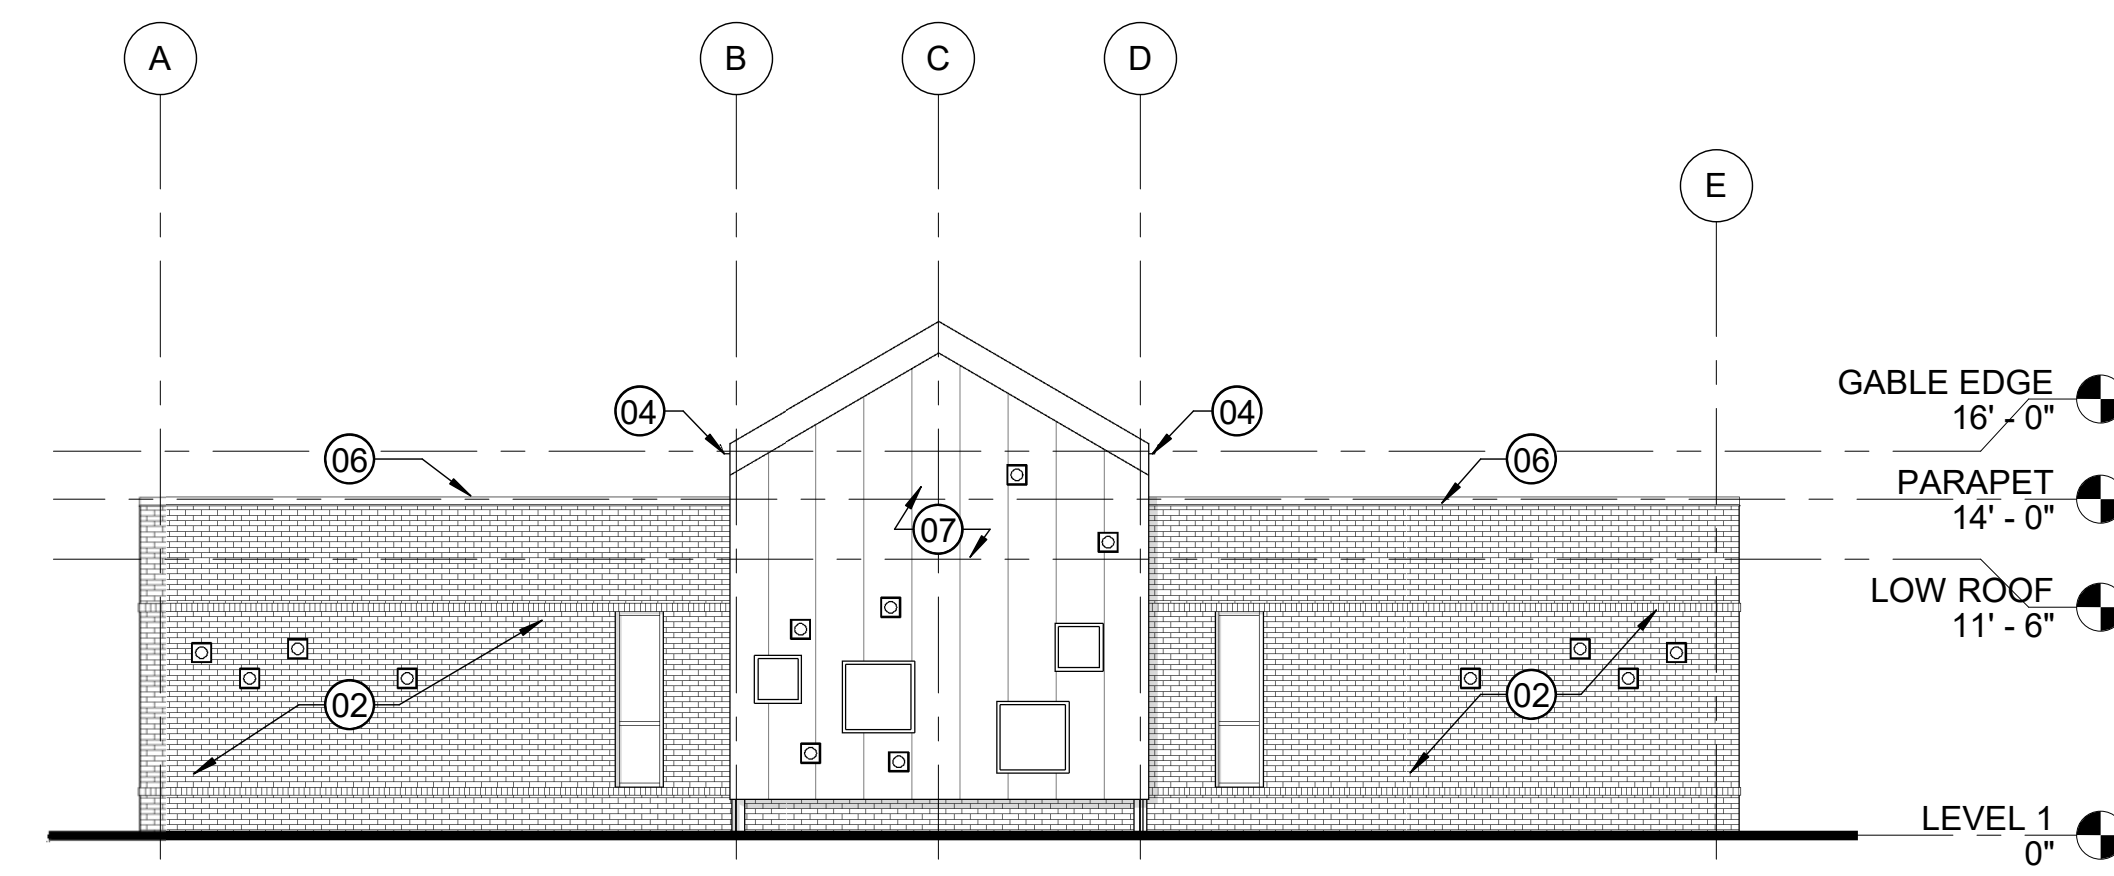 A
B
C
D
E
GABLE EDGE
16' - 0"
04
04
06
06
PARAPET
14' - 0"
07
LOW ROOF
11' - 6"
02
02
LEVEL 1
0"